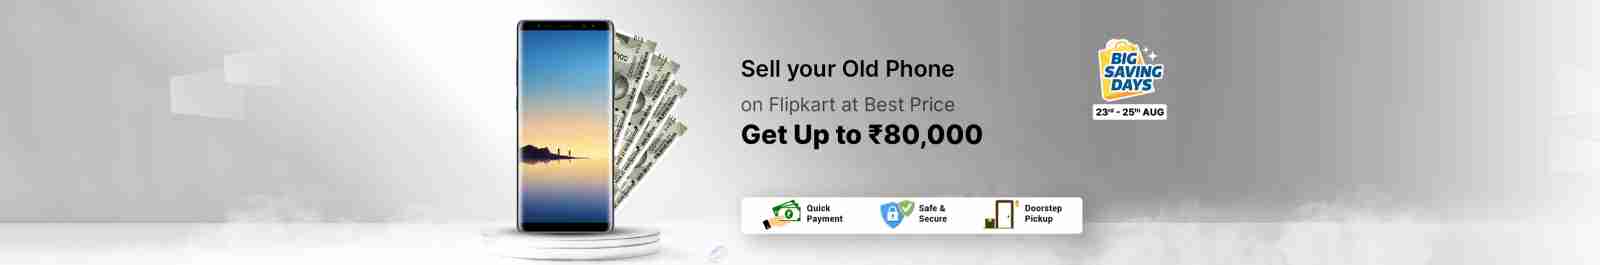 Sell your Old Phone
on Flipkart at Best Price
Get Up to ₹80,000
BIG
SAVING
DAYS
23RD - 25TH AUG
Quick
Payment
Safe &
Secure
Doorstep
Pickup